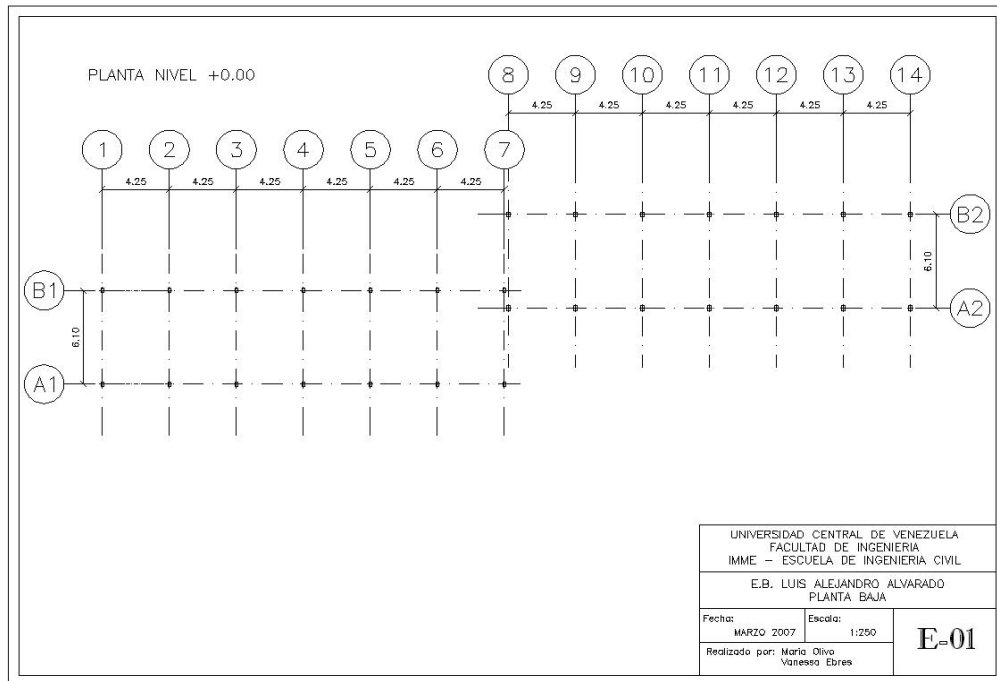 PLANTA NIVEL +0.00
8 9 10 11 12 13 14
4.25 4.25 4.25 4.25 4.25 4.25
1 2 3 4 5 6 7
4.25 4.25 4.25 4.25 4.25 4.25
B2
6.10
A2
B1
6.10
A1
UNIVERSIDAD CENTRAL DE VENEZUELA
FACULTAD DE INGENIERIA
IMME - ESCUELA DE INGENIERIA CIVIL
E.B. LUIS ALEJANDRO ALVARADO
PLANTA BAJA
Fecha: Escala:
MARZO 2007 1:250
E-01
Realizado por: María Olivo
Vanessa Ebres